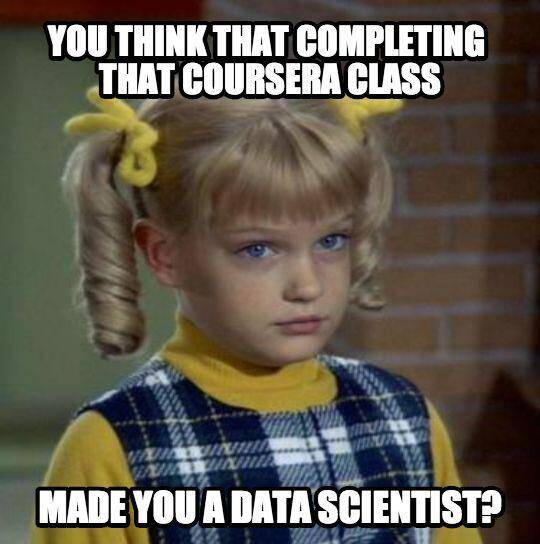 YOU THINK THAT COMPLETING
THAT COURSERA CLASS
MADE YOU A DATA SCIENTIST?